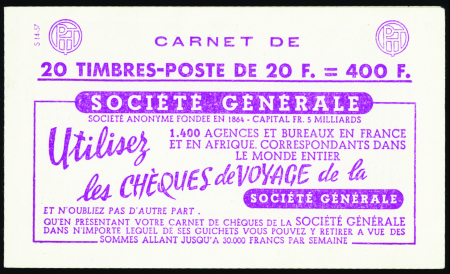 S.14-57
PTT
CARNET DE
PTT
20 TIMBRES-POSTE DE 20 F. = 400 F.
SOCIÉTÉ GÉNÉRALE
SOCIÉTÉ ANONYME FONDÉE EN 1864 - CAPITAL FR. 5 MILLIARDS
Utilisez
1.400 AGENCES ET BUREAUX EN FRANCE
ET EN AFRIQUE. CORRESPONDANTS DANS
LE MONDE ENTIER
les CHÈQUES de VOYAGE de la
SOCIÉTÉ GÉNÉRALE
ET N'OUBLIEZ PAS D'AUTRE PART.
QU'EN PRÉSENTANT VOTRE CARNET DE CHÈQUES DE LA SOCIÉTÉ GÉNÉRALE
DANS N'IMPORTE LEQUEL DE SES GUICHETS VOUS POUVEZ Y RETIRER A VUE DES
SOMMES ALLANT JUSQU'A 30.000 FRANCS PAR SEMAINE